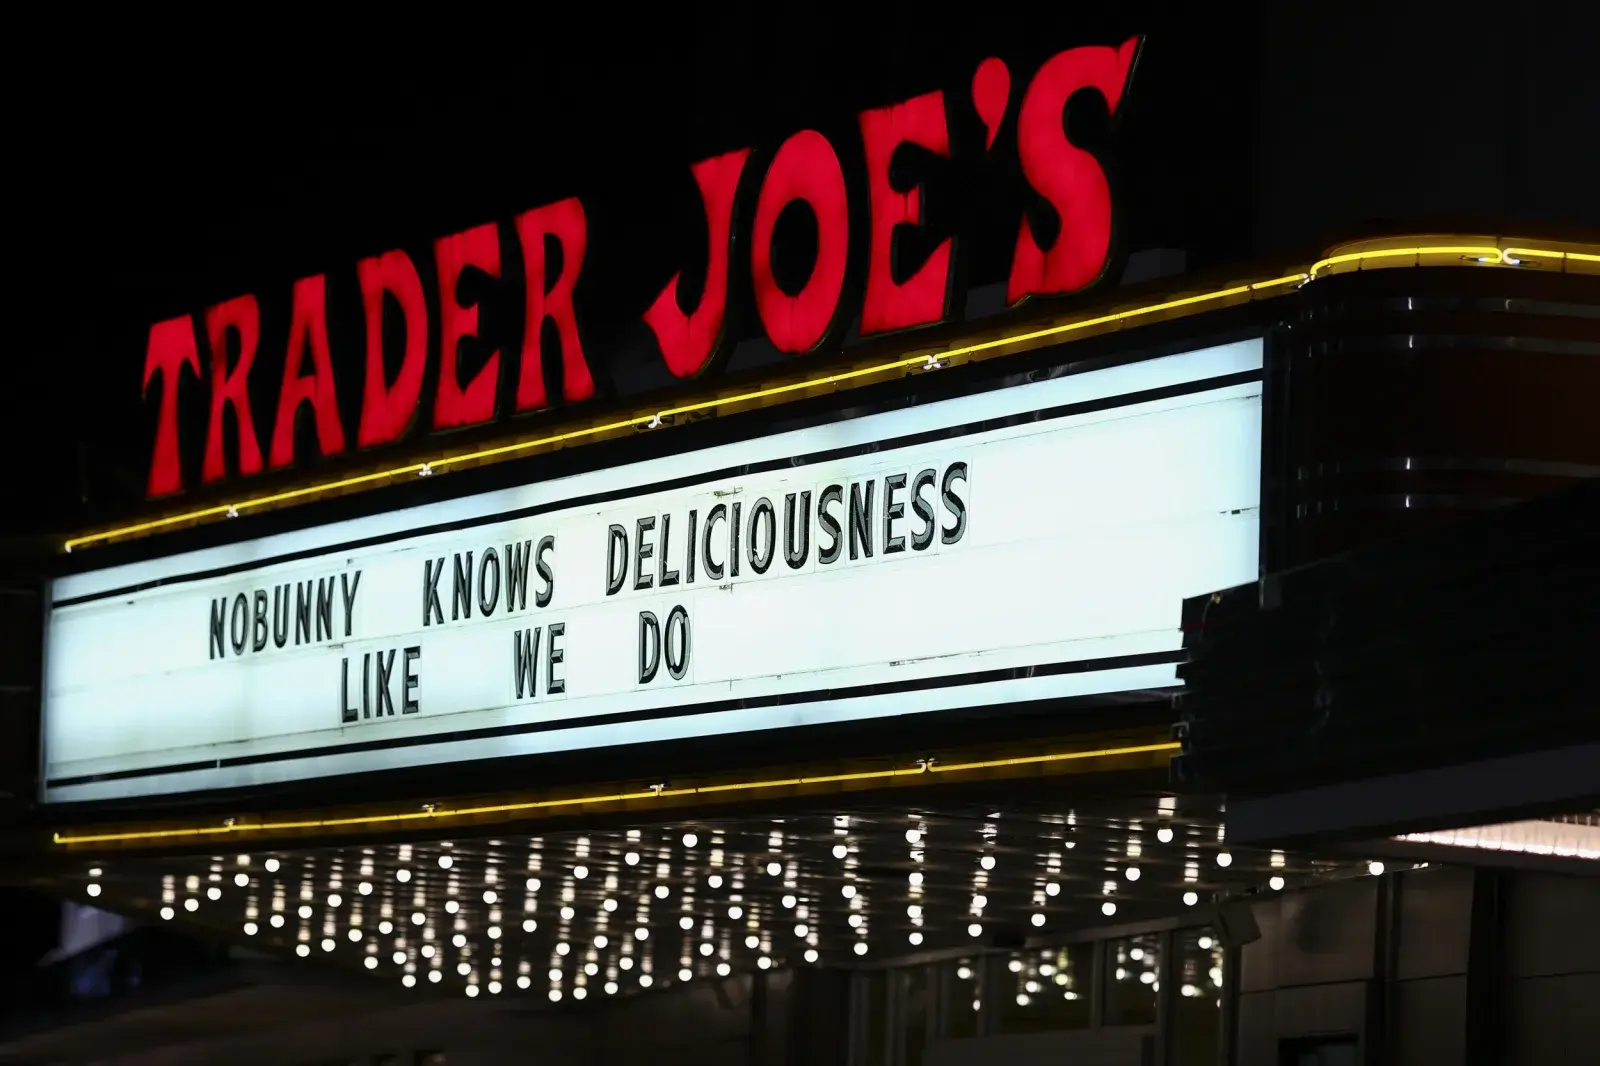 TRADER JOE'S
NOBUNNY KNOWS DELICIOUSNESS
LIKE WE DO